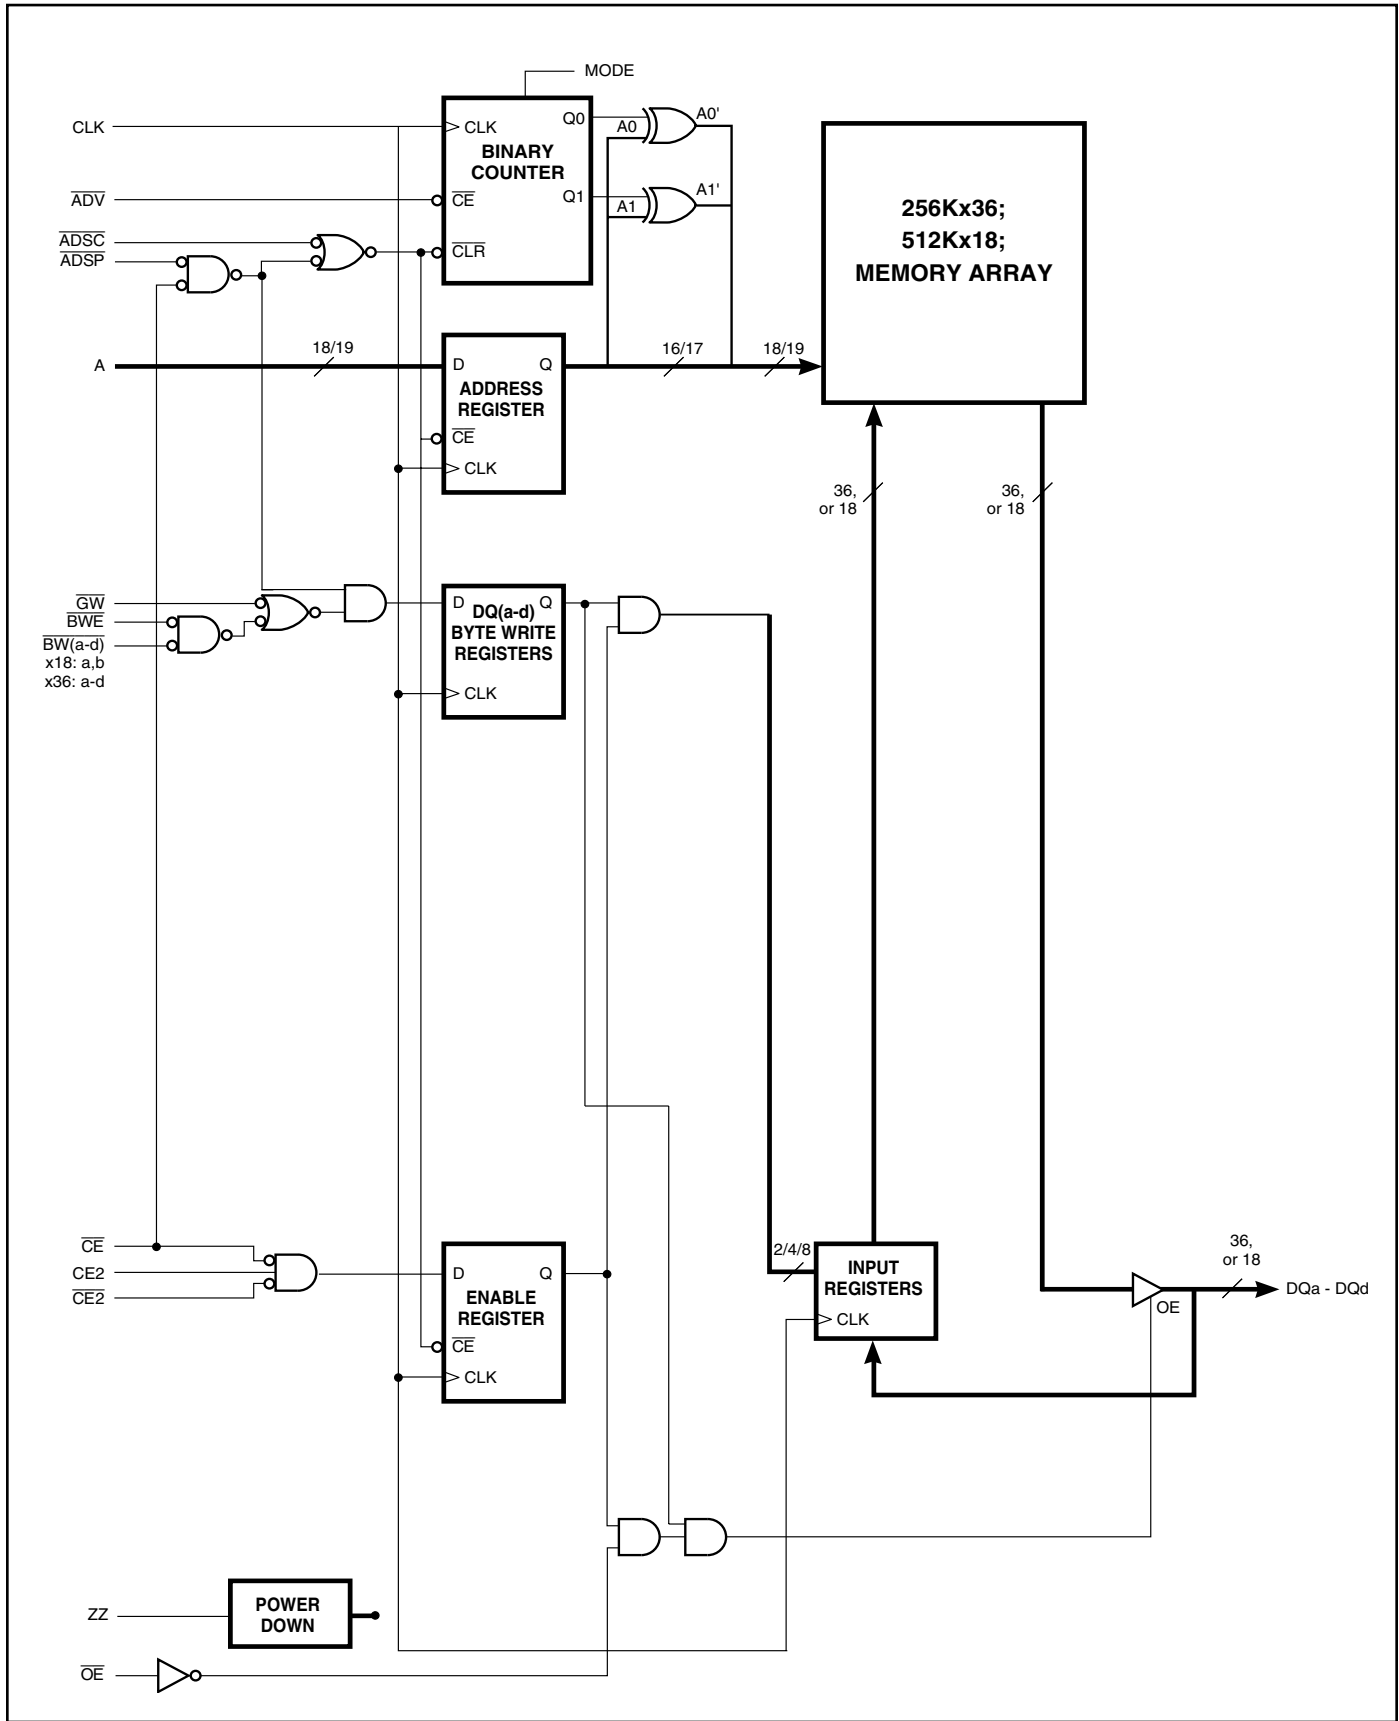 MODE
CLK
CLK
Q0
A0
A0'
BINARY
COUNTER
ADV
CE
Q1
A1
A1'
256Kx36;
512Kx18;
MEMORY ARRAY
ADSC
ADSP
CLR
A
18/19
D
Q
16/17
18/19
ADDRESS
REGISTER
CE
CLK
36,
or 18
36,
or 18
GW
BWE
BW(a-d)
x18: a,b
x36: a-d
D
Q
DQ(a-d)
BYTE WRITE
REGISTERS
CLK
CE
CE2
CE2
D
Q
ENABLE
REGISTER
CE
CLK
2/4/8
INPUT
REGISTERS
CLK
36,
or 18
OE
DQa - DQd
ZZ
POWER
DOWN
OE